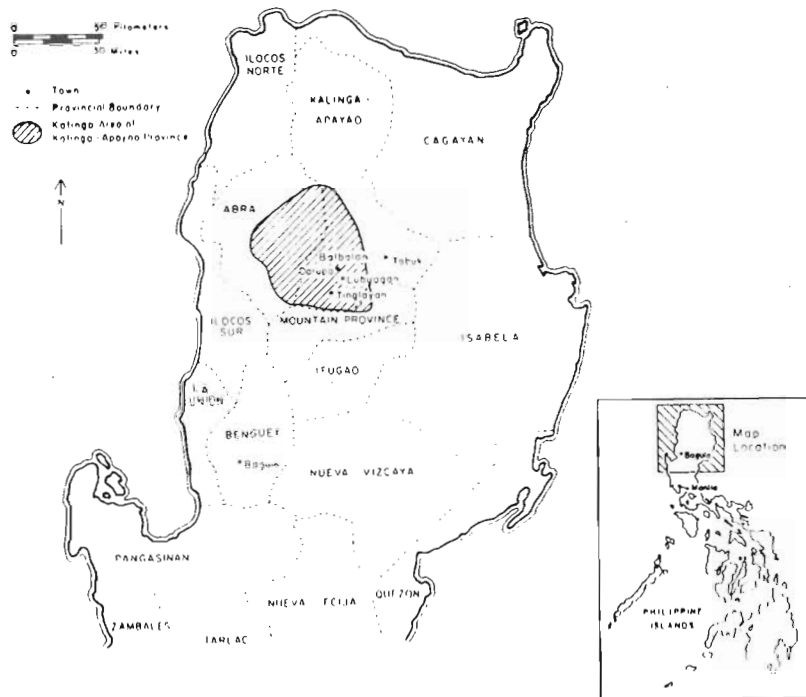 0
0
30 Miles
Town
Provincial Boundary
Kalinga Area of
Kalinga-Apayao Province
N
ILOCOS
NORTE
KALINGA-
APAYAO
CAGAYAN
ABRA
Balbalan
Tabuk
Dalupa
Lubuagan
Tinglayan
ILOCOS
SUR
MOUNTAIN PROVINCE
ISABELA
IFUGAO
LA
UNION
BENGUET
Baguio
NUEVA VIZCAYA
PANGASINAN
NUEVA ECIJA
QUEZON
ZAMBALES
TARLAC
Map
Location
Baguio
Manila
PHILIPPINE
ISLANDS